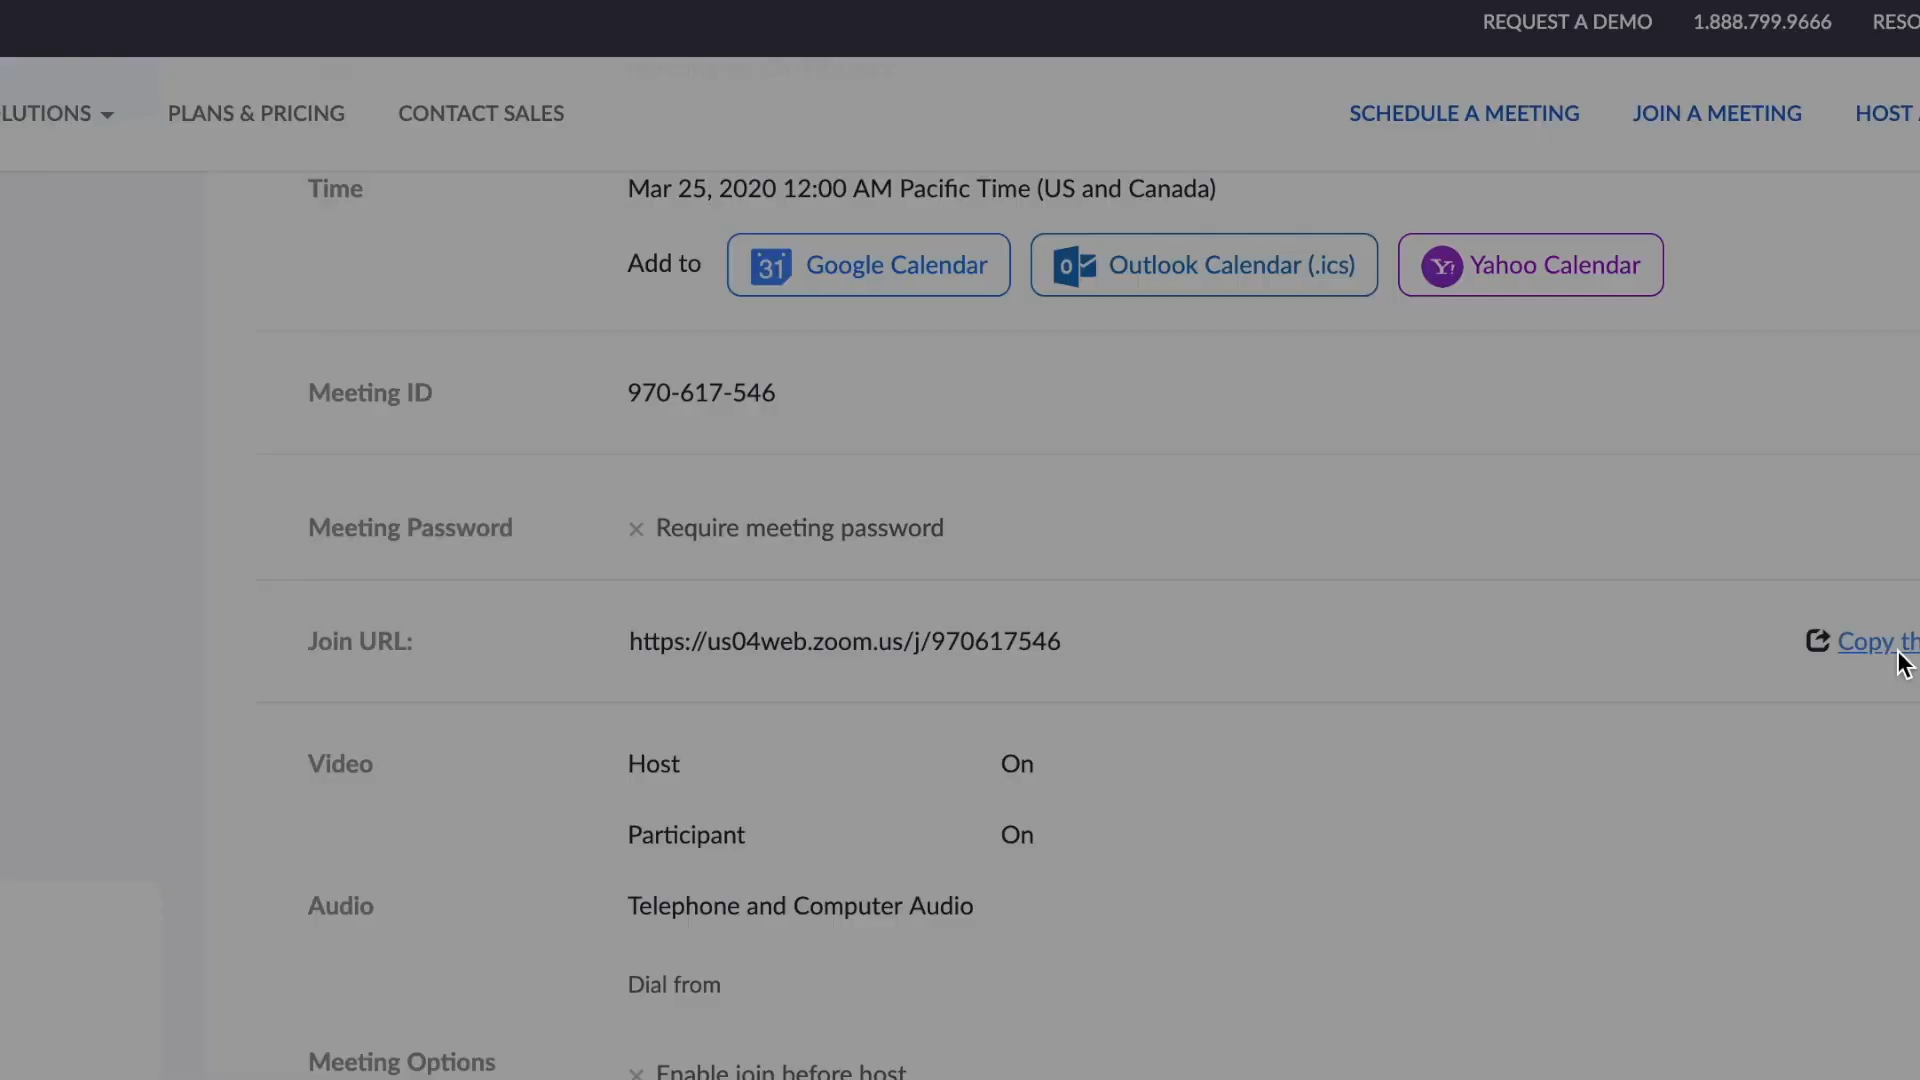 REQUEST A DEMO 1.888.799.9666 RESO
LUTIONS PLANS & PRICING CONTACT SALES SCHEDULE A MEETING JOIN A MEETING HOST
Time Mar 25, 2020 12:00 AM Pacific Time (US and Canada)
Add to 31 Google Calendar Outlook Calendar (.ics) Y! Yahoo Calendar
Meeting ID 970-617-546
Meeting Password × Require meeting password
Join URL: https://us04web.zoom.us/j/970617546 Copy th
Video Host On
Participant On
Audio Telephone and Computer Audio
Dial from
Meeting Options × Enable join before host